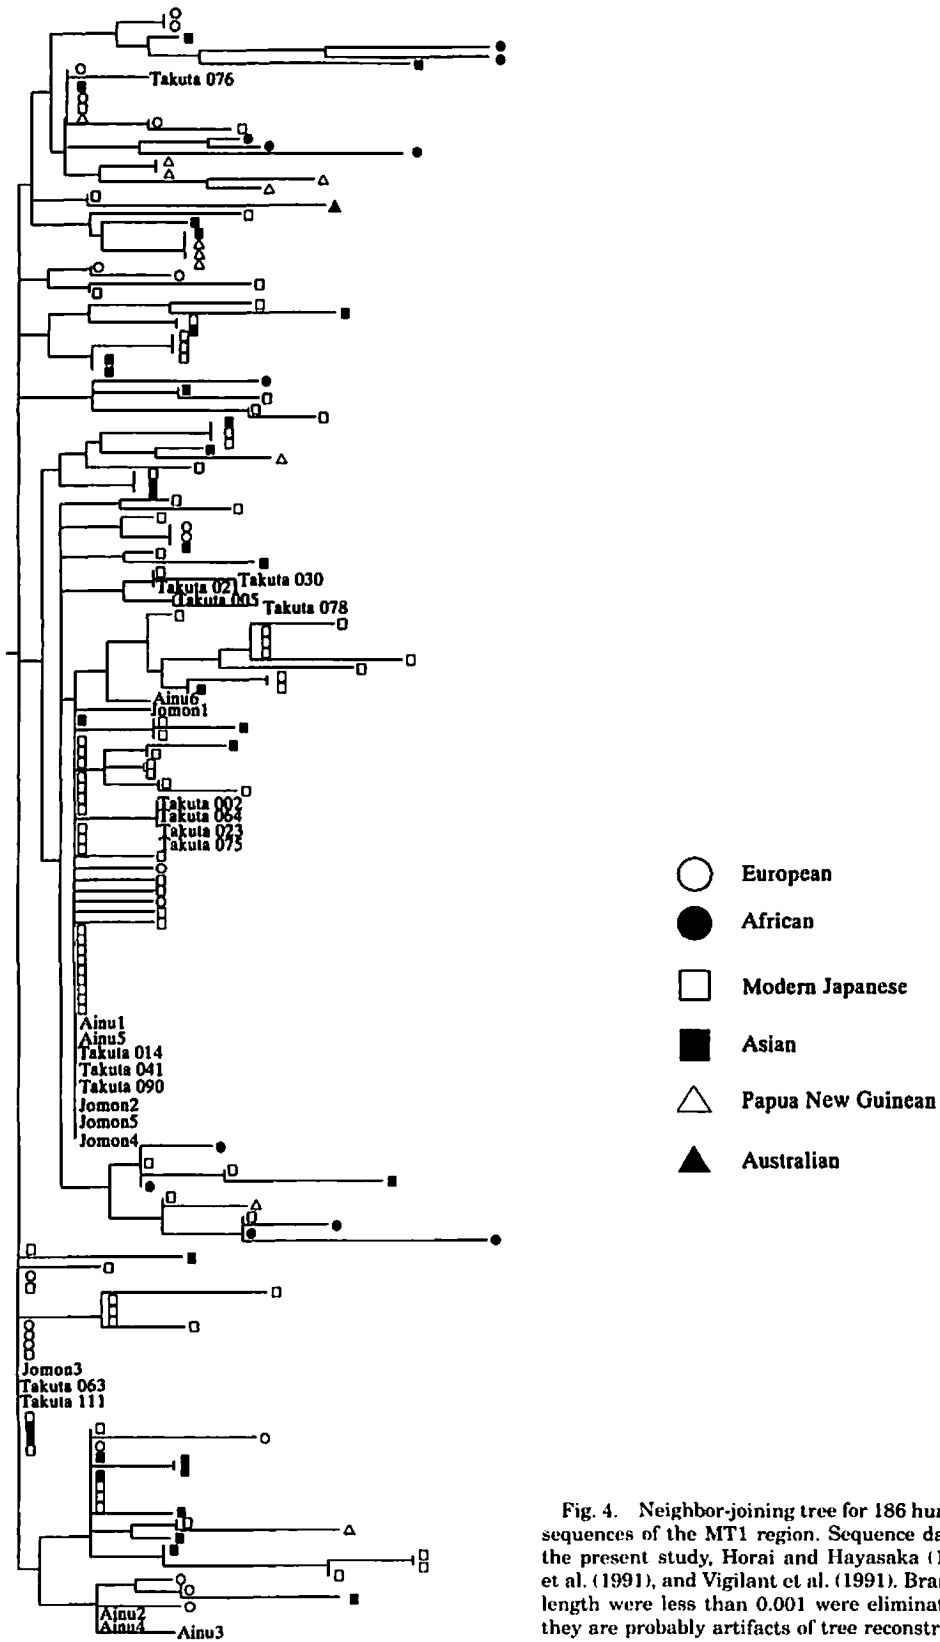 Takuta 076
Takuta 030
Takuta 021
Takuta 005
Takuta 078
Ainu6
Jomon1
Takuta 002
Takuta 064
Takuta 023
Takuta 075
Ainu1
Ainu5
Takuta 014
Takuta 041
Takuta 090
Jomon2
Jomon5
Jomon4
Jomon3
Takuta 063
Takuta 111
Ainu2
Ainu4
Ainu3
European
African
Modern Japanese
Asian
Papua New Guinean
Australian
Fig. 4. Neighbor-joining tree for 186 hu
sequences of the MT1 region. Sequence da
the present study, Horai and Hayasaka (1
et al. (1991), and Vigilant et al. (1991). Bran
length were less than 0.001 were eliminat
they are probably artifacts of tree reconstr